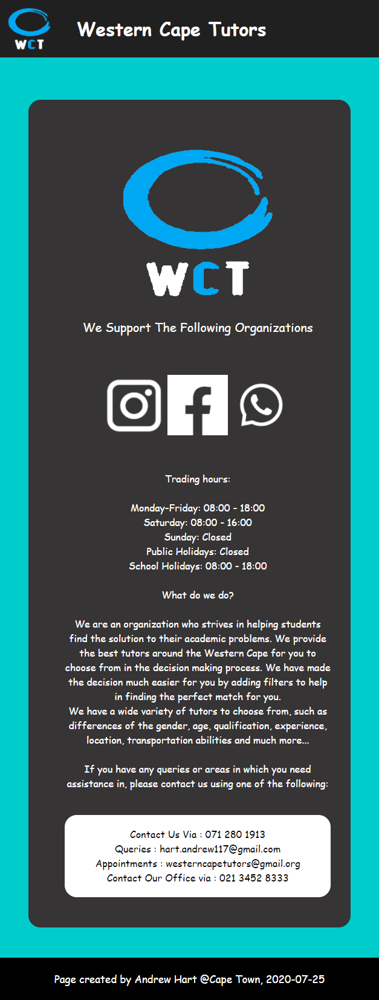 WCT
Western Cape Tutors
WCT
We Support The Following Organizations
Trading hours:
Monday-Friday: 08:00 - 18:00
Saturday: 08:00 - 16:00
Sunday: Closed
Public Holidays: Closed
School Holidays: 08:00 - 18:00
What do we do?
We are an organization who strives in helping students
find the solution to their academic problems. We provide
the best tutors around the Western Cape for you to
choose from in the decision making process. We have made
the decision much easier for you by adding filters to help
in finding the perfect match for you.
We have a wide variety of tutors to choose from, such as
differences of the gender, age, qualification, experience,
location, transportation abilities and much more...
If you have any queries or areas in which you need
assistance in, please contact us using one of the following:
Contact Us Via : 071 280 1913
Queries : hart.andrew117@gmail.com
Appointments : westerncapetutors@gmail.org
Contact Our Office via : 021 3452 8333
Page created by Andrew Hart @Cape Town, 2020-07-25